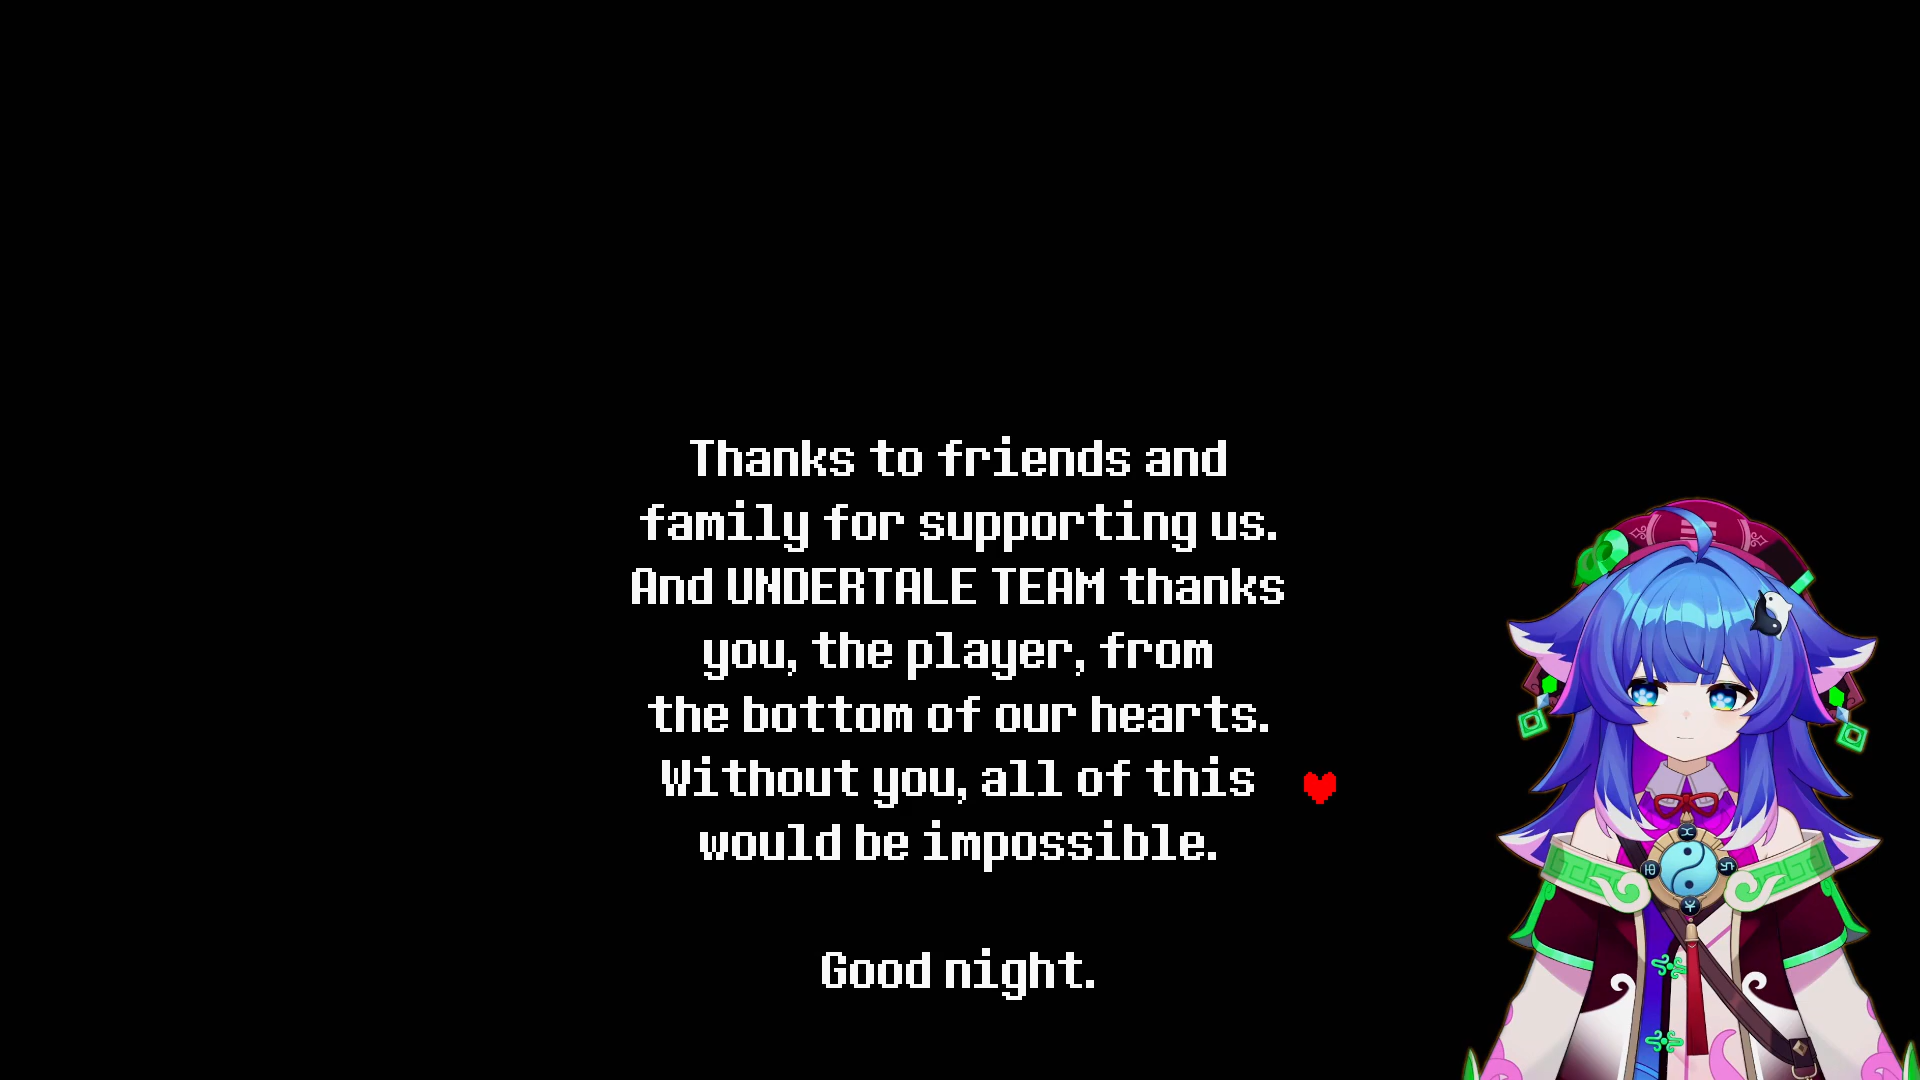 Thanks to friends and
family for supporting us.
And UNDERTALE TEAM thanks
you, the player, from
the bottom of our hearts.
Without you, all of this
would be impossible.
Good night.